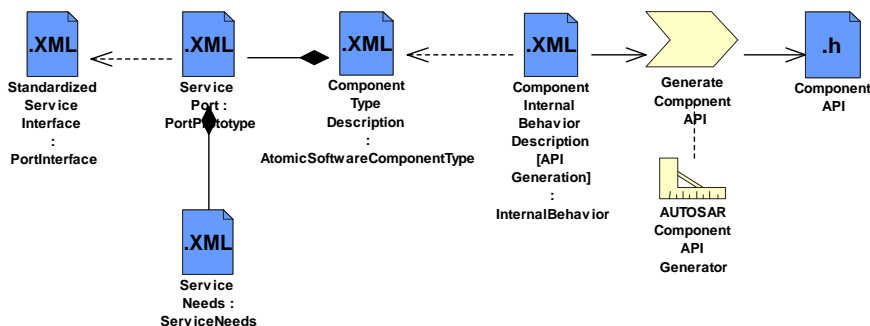 .XML
Standardized
Service
Interface
:
PortInterface
.XML
Service
Port :
PortPrototype
.XML
Component
Type
Description
:
AtomicSoftwareComponentType
.XML
Component
Internal
Behavior
Description
[API
Generation]
:
InternalBehavior
Generate
Component
API
.h
Component
API
.XML
Service
Needs :
ServiceNeeds
AUTOSAR
Component
API
Generator